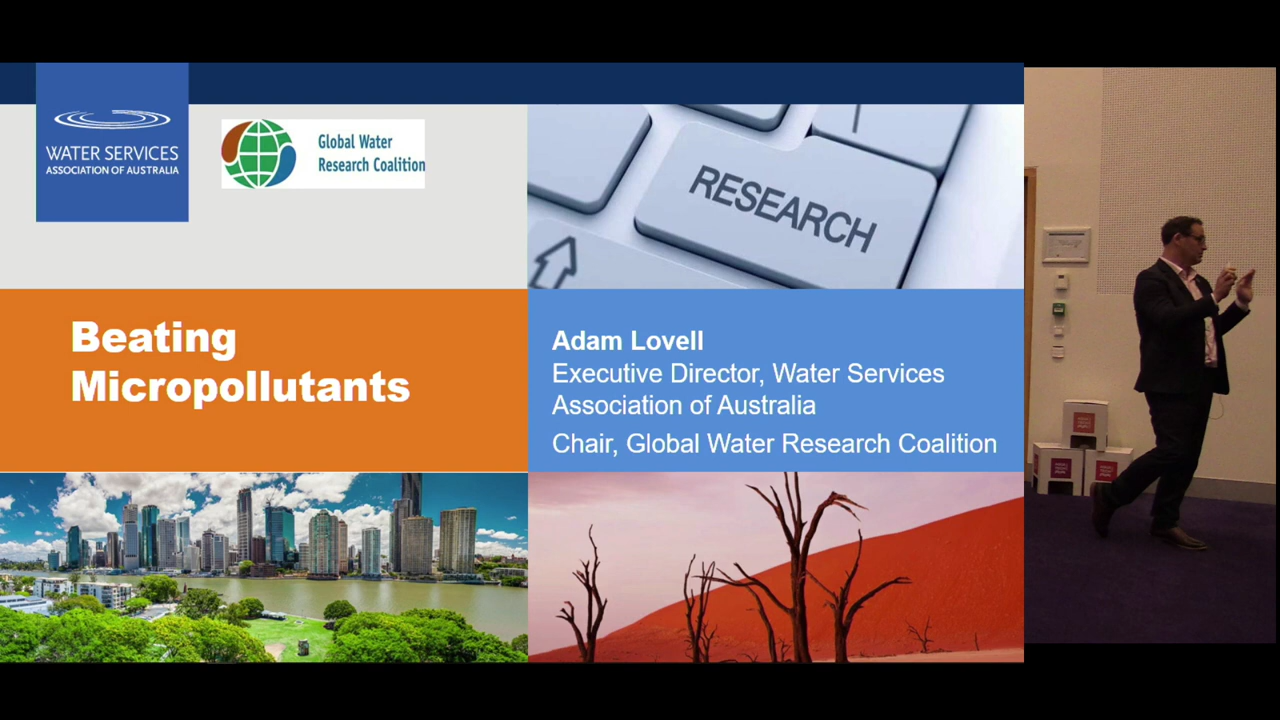 WATER SERVICES
ASSOCIATION OF AUSTRALIA
Global Water
Research Coalition
RESEARCH
Beating
Micropollutants
Adam Lovell
Executive Director, Water Services
Association of Australia
Chair, Global Water Research Coalition